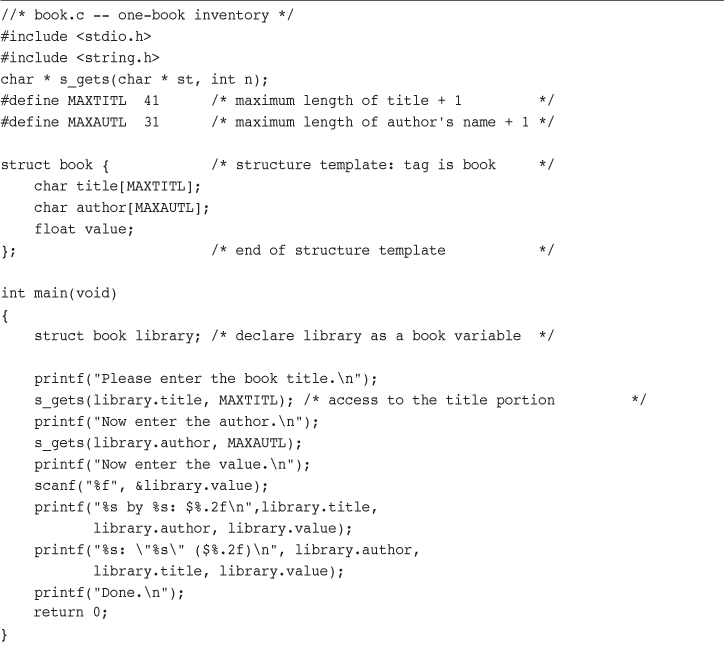 //* book.c -- one-book inventory */
#include <stdio.h>
#include <string.h>
char * s_gets(char * st, int n);
#define MAXTITL  41      /* maximum length of title + 1         */
#define MAXAUTL  31      /* maximum length of author's name + 1 */

struct book {            /* structure template: tag is book     */
    char title[MAXTITL];
    char author[MAXAUTL];
    float value;
};                       /* end of structure template           */

int main(void)
{
    struct book library; /* declare library as a book variable  */

    printf("Please enter the book title.\n");
    s_gets(library.title, MAXTITL); /* access to the title portion         */
    printf("Now enter the author.\n");
    s_gets(library.author, MAXAUTL);
    printf("Now enter the value.\n");
    scanf("%f", &library.value);
    printf("%s by %s: $%.2f\n",library.title,
           library.author, library.value);
    printf("%s: \"%s\" ($%.2f)\n", library.author,
           library.title, library.value);
    printf("Done.\n");
    return 0;
}